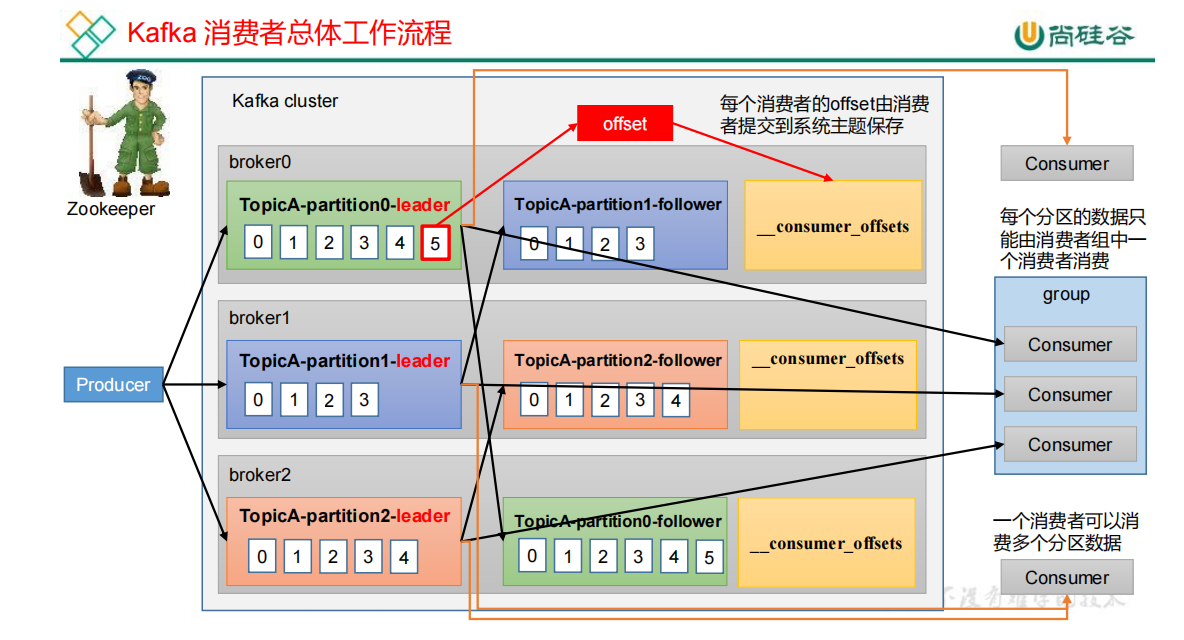 Kafka 消费者总体工作流程
尚硅谷
ZOO
Zookeeper
Kafka cluster
offset
每个消费者的offset由消费
者提交到系统主题保存
broker0
TopicA-partition0-leader
0 1 2 3 4 5
TopicA-partition1-follower
0 1 2 3
__consumer_offsets
broker1
TopicA-partition1-leader
0 1 2 3
TopicA-partition2-follower
0 1 2 3 4
__consumer_offsets
broker2
TopicA-partition2-leader
0 1 2 3 4
TopicA-partition0-follower
0 1 2 3 4 5
__consumer_offsets
Producer
Consumer
每个分区的数据只
能由消费者组中一
个消费者消费
group
Consumer
Consumer
Consumer
一个消费者可以消
费多个分区数据
Consumer